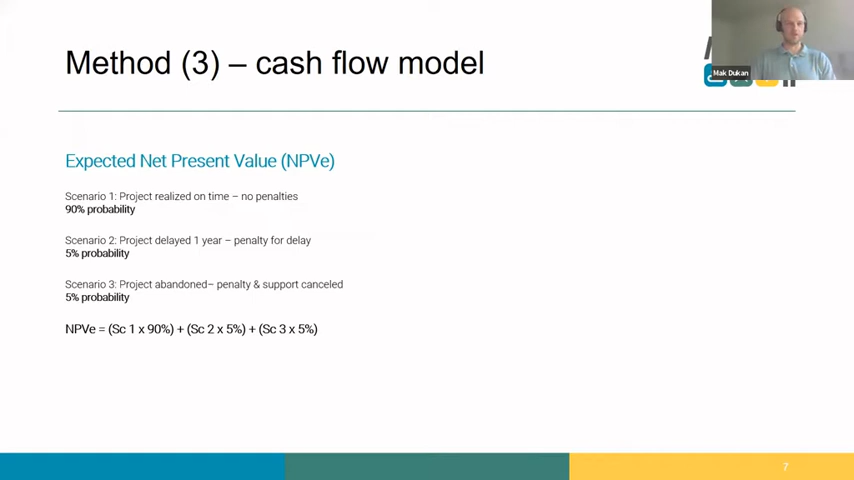 Method (3) – cash flow model
Mak Dukan
Expected Net Present Value (NPVe)
Scenario 1: Project realized on time – no penalties
90% probability
Scenario 2: Project delayed 1 year – penalty for delay
5% probability
Scenario 3: Project abandoned– penalty & support canceled
5% probability
NPVe = (Sc 1 x 90%) + (Sc 2 x 5%) + (Sc 3 x 5%)
7